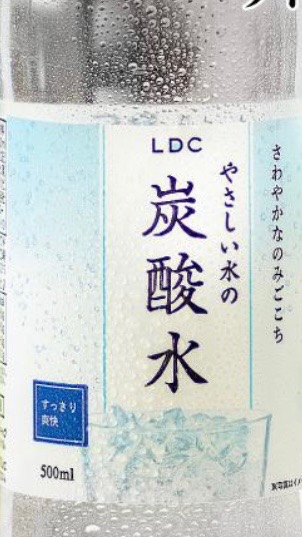 LDC
さわやかなのみごこち
やさしい水の
炭酸水
すっきり
爽快
500ml